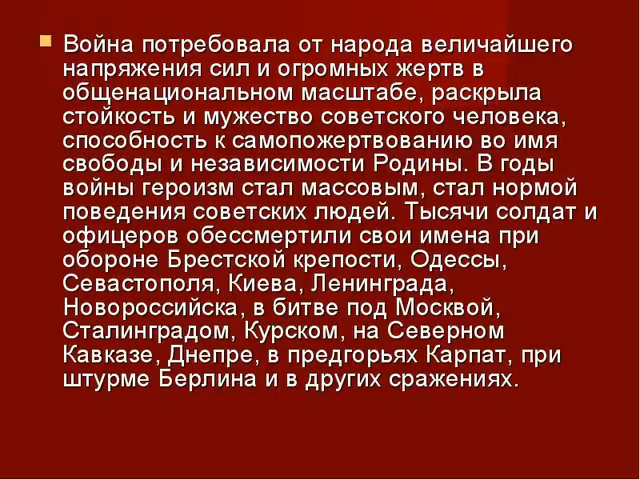 Война потребовала от народа величайшего
напряжения сил и огромных жертв в
общенациональном масштабе, раскрыла
стойкость и мужество советского человека,
способность к самопожертвованию во имя
свободы и независимости Родины. В годы
войны героизм стал массовым, стал нормой
поведения советских людей. Тысячи солдат и
офицеров обессмертили свои имена при
обороне Брестской крепости, Одессы,
Севастополя, Киева, Ленинграда,
Новороссийска, в битве под Москвой,
Сталинградом, Курском, на Северном
Кавказе, Днепре, в предгорьях Карпат, при
штурме Берлина и в других сражениях.